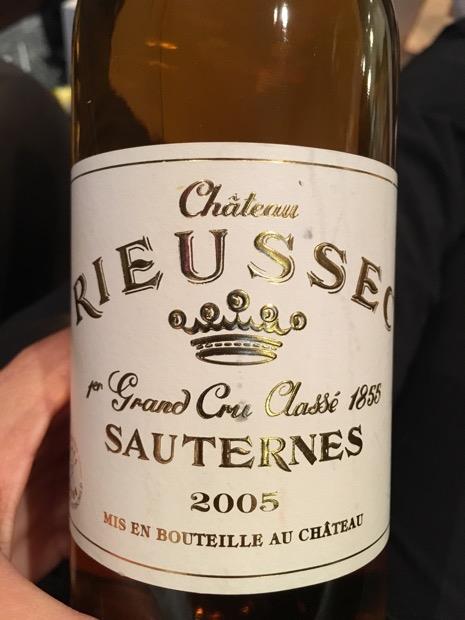 Château
RIEUSSEC
1er Grand Cru Classé 1855
SAUTERNES
2005
MIS EN BOUTEILLE AU CHÂTEAU